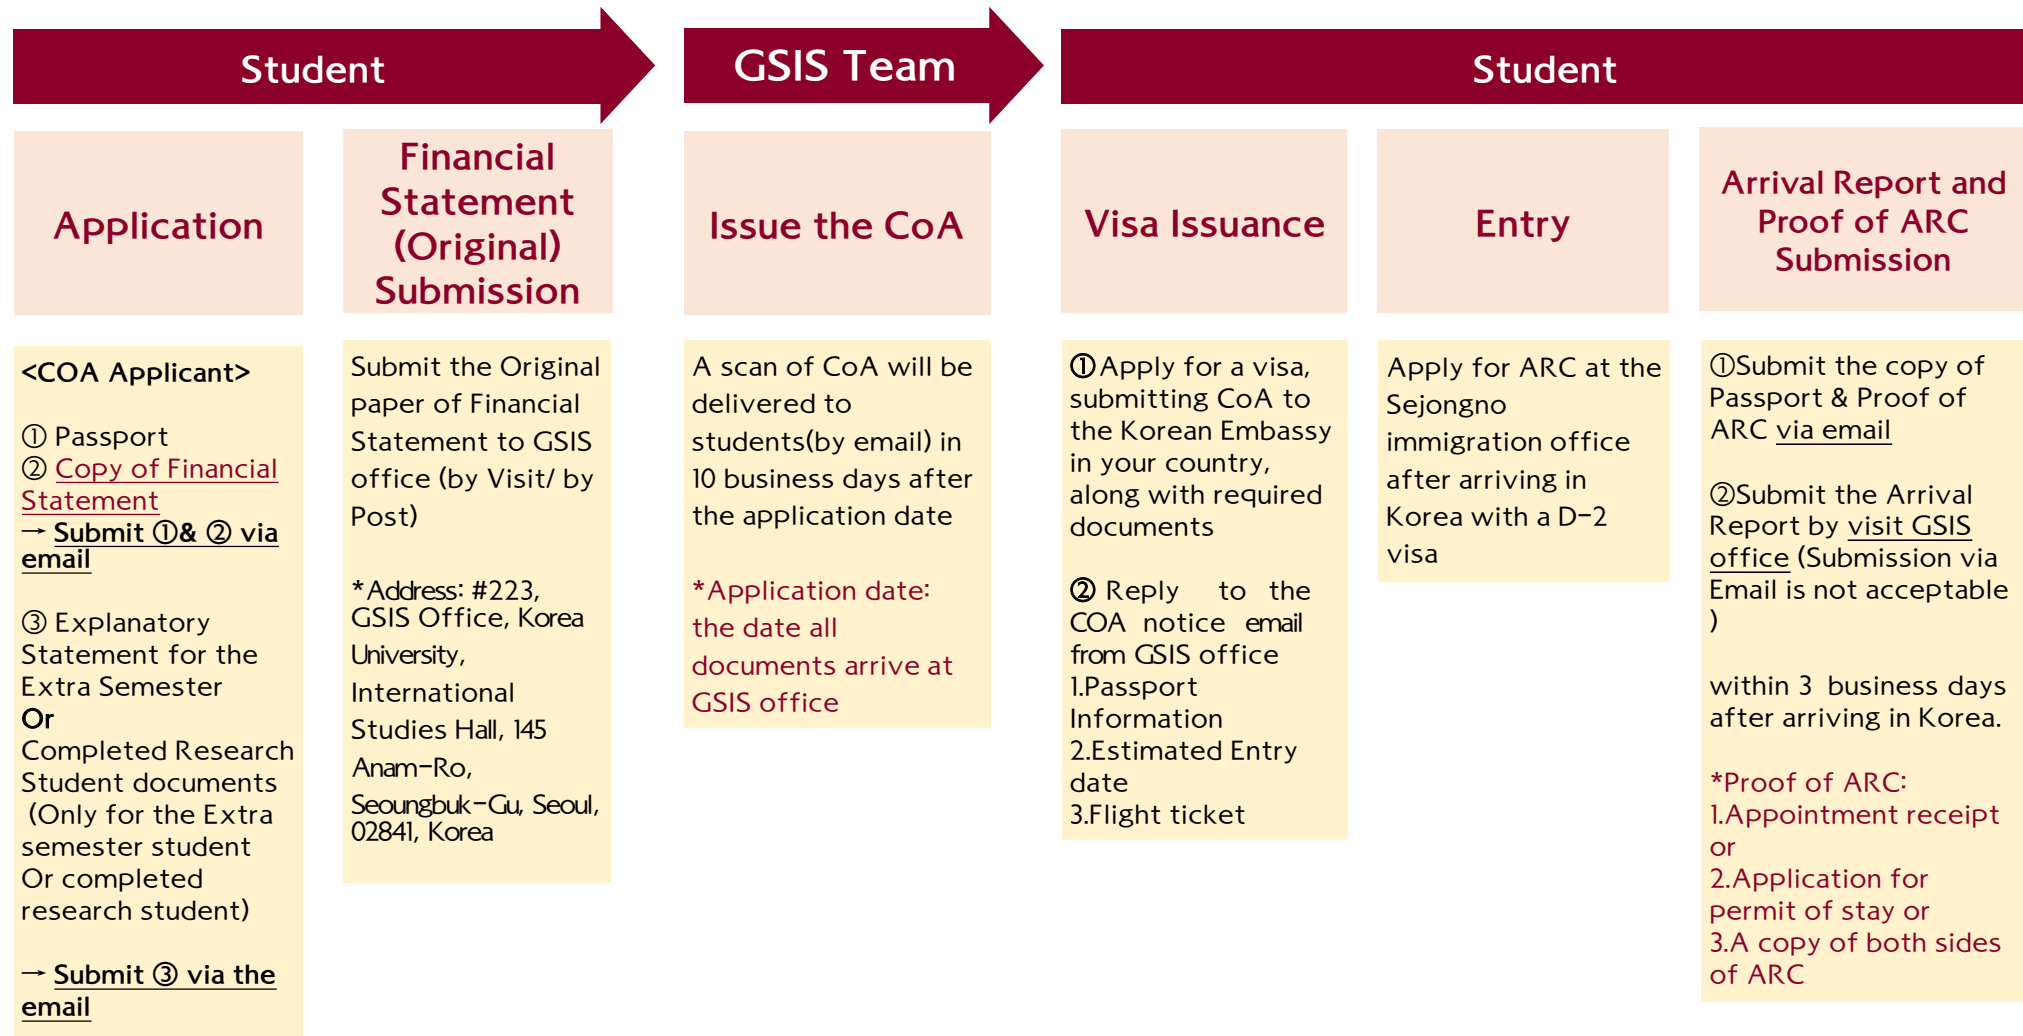 Student
GSIS Team
Student
Application
Financial
Statement
(Original)
Submission
Issue the CoA
Visa Issuance
Entry
Arrival Report and
Proof of ARC
Submission
<COA Applicant>
① Passport
② Copy of Financial
Statement
→ Submit ①& ② via
email
③ Explanatory
Statement for the
Extra Semester
Or
Completed Research
Student documents
(Only for the Extra
semester student
Or completed
research student)
→ Submit ③ via the
email
Submit the Original
paper of Financial
Statement to GSIS
office (by Visit/ by
Post)
*Address: #223,
GSIS Office, Korea
University,
International
Studies Hall, 145
Anam-Ro,
Seoungbuk-Gu, Seoul,
02841, Korea
A scan of CoA will be
delivered to
students(by email) in
10 business days after
the application date
*Application date:
the date all
documents arrive at
GSIS office
①Apply for a visa,
submitting CoA to
the Korean Embassy
in your country,
along with required
documents
② Reply to the
COA notice email
from GSIS office
1.Passport
Information
2.Estimated Entry
date
3.Flight ticket
Apply for ARC at the
Sejongno
immigration office
after arriving in
Korea with a D-2
visa
①Submit the copy of
Passport & Proof of
ARC via email
②Submit the Arrival
Report by visit GSIS
office (Submission via
Email is not acceptable
)
within 3 business days
after arriving in Korea.
*Proof of ARC:
1.Appointment receipt
or
2.Application for
permit of stay or
3.A copy of both sides
of ARC